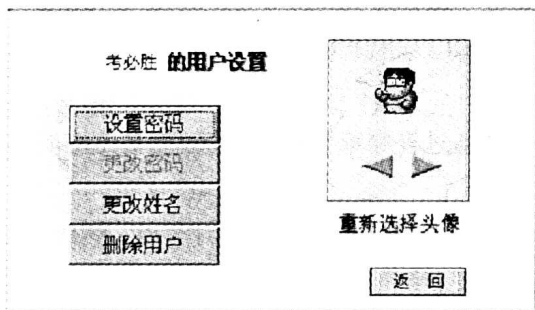 考必胜 的用户设置
设置密码
更改密码
更改姓名
删除用户
重新选择头像
返 回